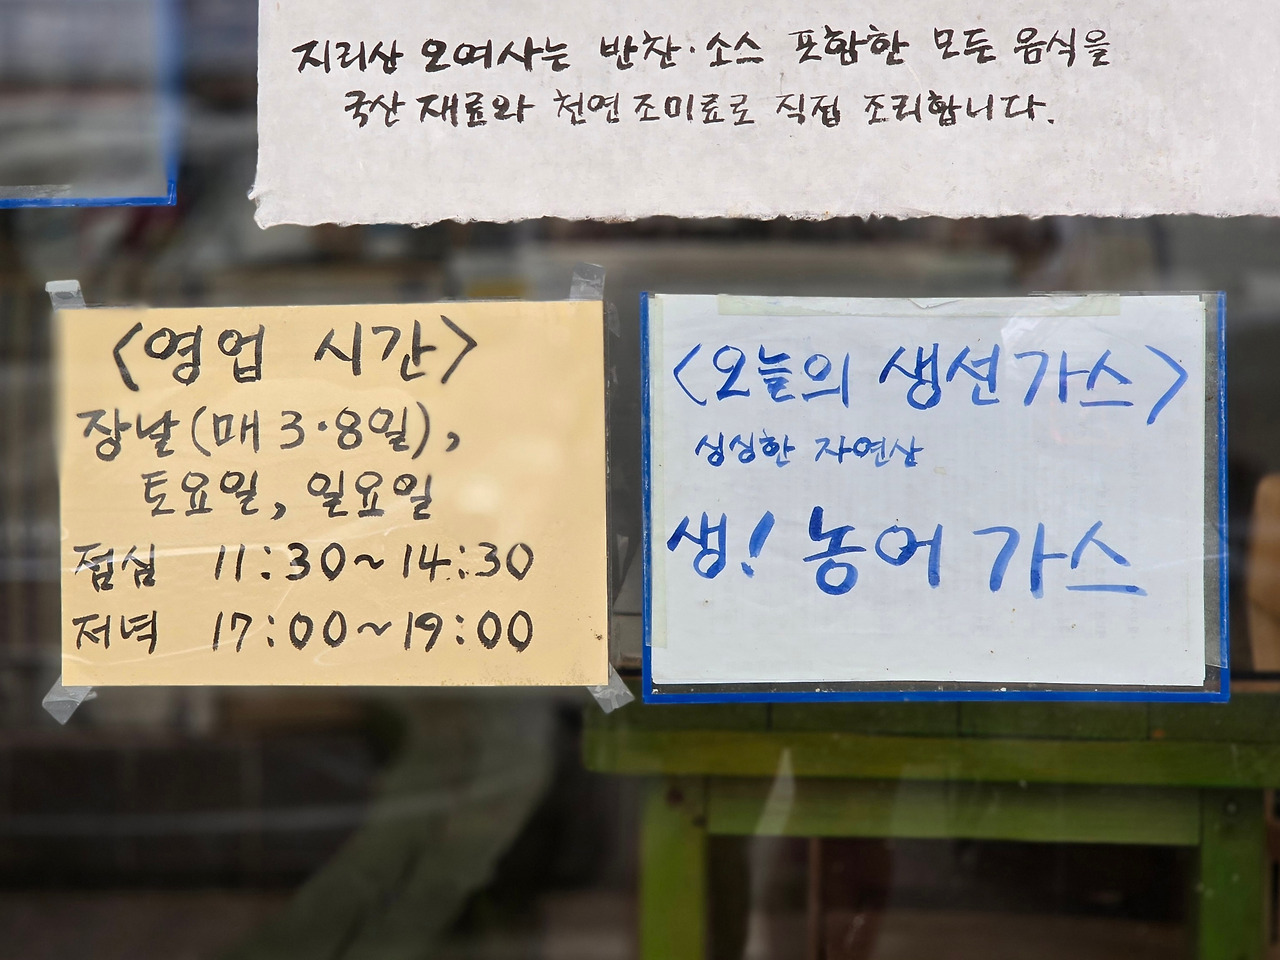 지리산 오여사는 반찬·소스 포함한 모든 음식을
국산 재료와 천연조미료로 직접 조리합니다.
<영업 시간>
장날(매 3·8일),
토요일, 일요일
점심 11:30~14:30
저녁 17:00~19:00
<오늘의 생선가스>
싱싱한 자연산
생! 농어 가스